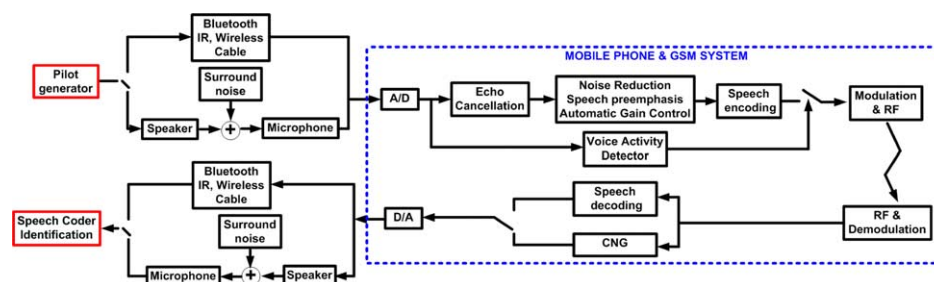 Bluetooth
IR, Wireless
Cable
MOBILE PHONE & GSM SYSTEM
Pilot
generator
Surround
noise
A/D
Echo
Cancellation
Noise Reduction
Speech preemphasis
Automatic Gain Control
Speech
encoding
Modulation
& RF
Speaker
+
Microphone
Voice Activity
Detector
Bluetooth
IR, Wireless
Cable
Speech
decoding
Speech Coder
Identification
D/A
RF &
Demodulation
Surround
noise
CNG
Microphone
+
Speaker